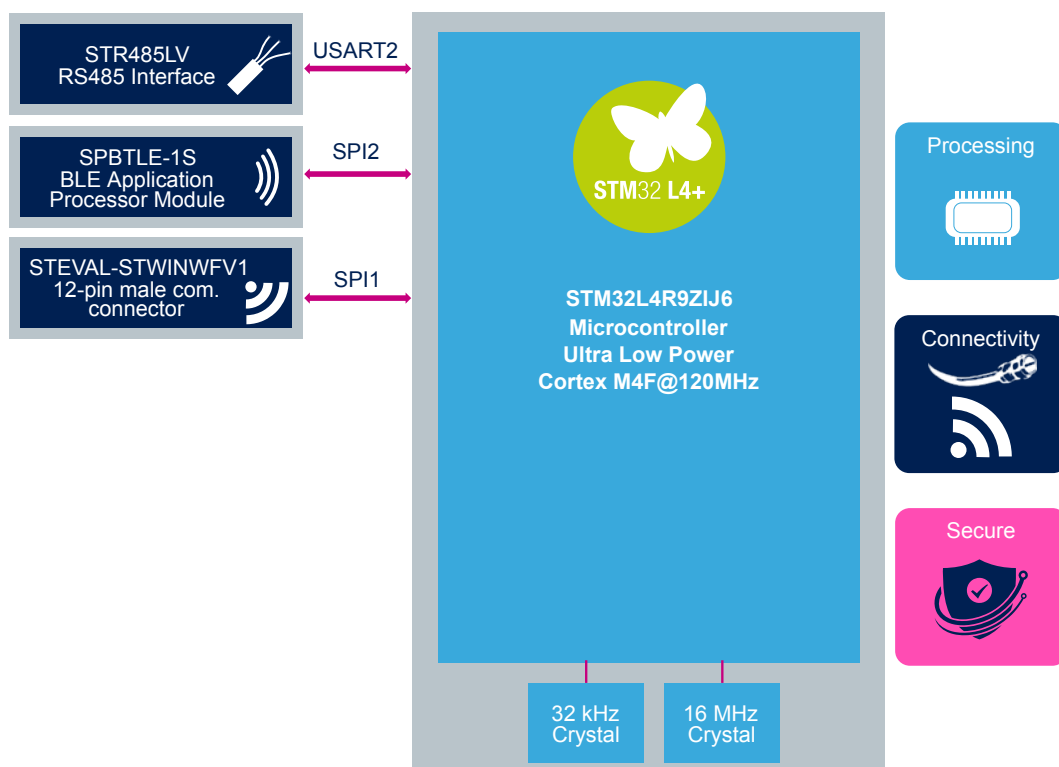 STR485LV
RS485 Interface
USART2
SPBTLE-1S
BLE Application
Processor Module
SPI2
STEVAL-STWINWFV1
12-pin male com.
connector
SPI1
STM32 L4+
STM32L4R9ZIJ6
Microcontroller
Ultra Low Power
Cortex M4F@120MHz
32 kHz
Crystal
16 MHz
Crystal
Processing
Connectivity
Secure